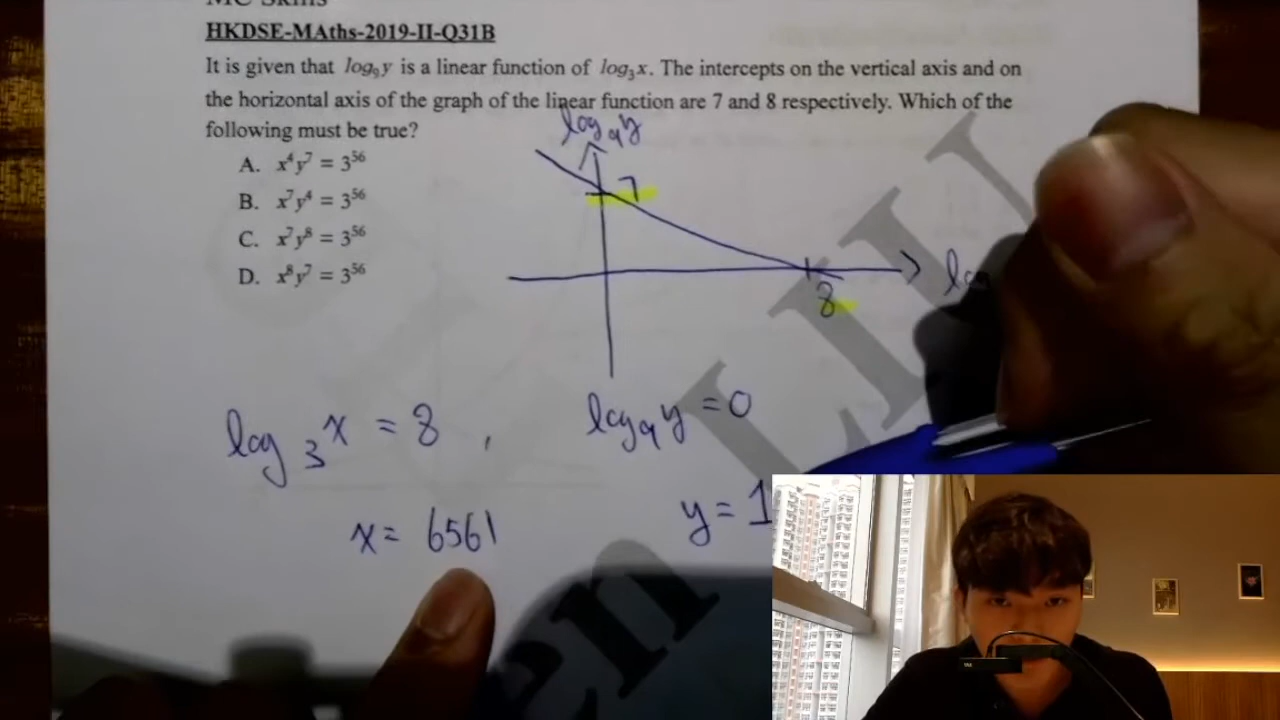 HKDSE-MAths-2019-II-Q31B
It is given that log₉y is a linear function of log₃x. The intercepts on the vertical axis and on
the horizontal axis of the graph of the linear function are 7 and 8 respectively. Which of the
following must be true?
A. x⁴y⁷ = 3⁵⁶
B. x⁷y⁴ = 3⁵⁶
C. x⁷y⁸ = 3⁵⁶
D. x⁸y⁷ = 3⁵⁶
log₉y
7
8
log₃x = 8 , log₉y = 0
x = 6561 y = 1